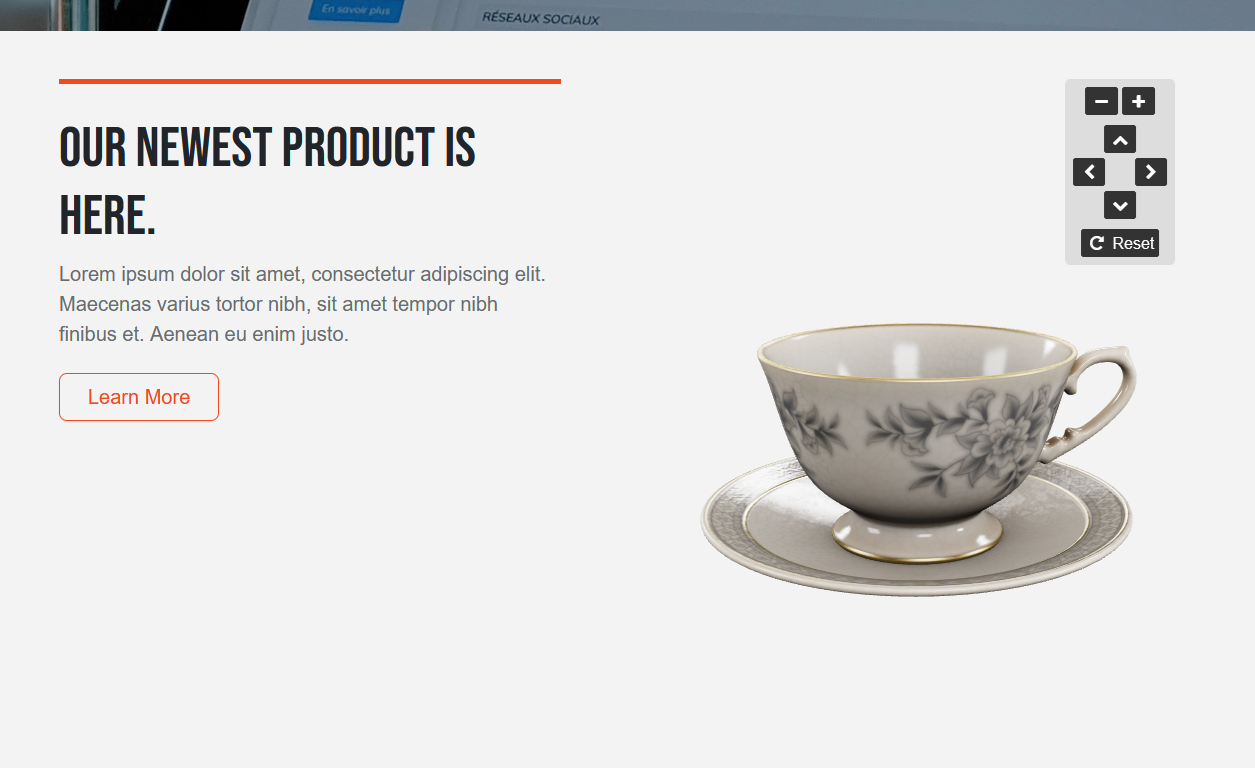 En savoir plus
RÉSEAUX SOCIAUX
OUR NEWEST PRODUCT IS
HERE.
Lorem ipsum dolor sit amet, consectetur adipiscing elit.
Maecenas varius tortor nibh, sit amet tempor nibh
finibus et. Aenean eu enim justo.
Learn More
Reset